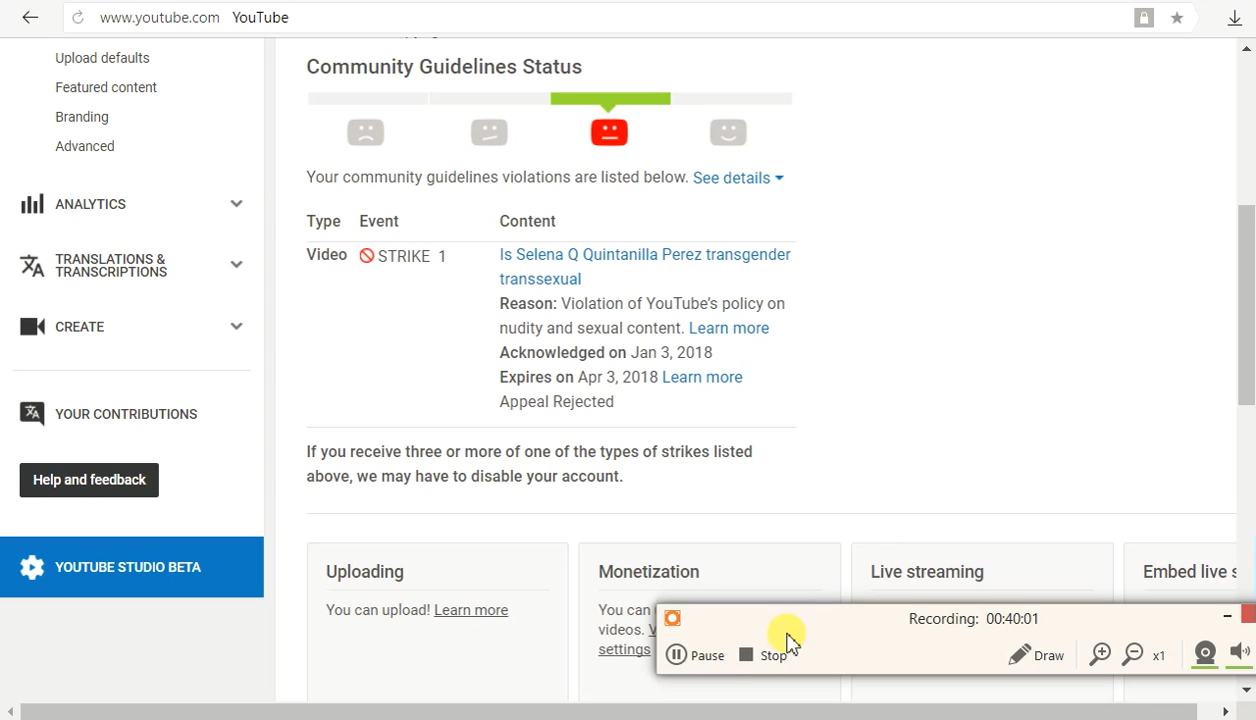 www.youtube.com YouTube
Upload defaults
Featured content
Branding
Advanced
ANALYTICS
TRANSLATIONS &
TRANSCRIPTIONS
CREATE
YOUR CONTRIBUTIONS
Help and feedback
YOUTUBE STUDIO BETA
Community Guidelines Status
Your community guidelines violations are listed below. See details
Type Event Content
Video STRIKE 1 Is Selena Q Quintanilla Perez transgender
transsexual
Reason: Violation of YouTube's policy on
nudity and sexual content. Learn more
Acknowledged on Jan 3, 2018
Expires on Apr 3, 2018 Learn more
Appeal Rejected
If you receive three or more of one of the types of strikes listed
above, we may have to disable your account.
Uploading
You can upload! Learn more
Monetization
You can
videos.
settings
Live streaming
Embed live s
Recording: 00:40:01
Pause Stop Draw x1